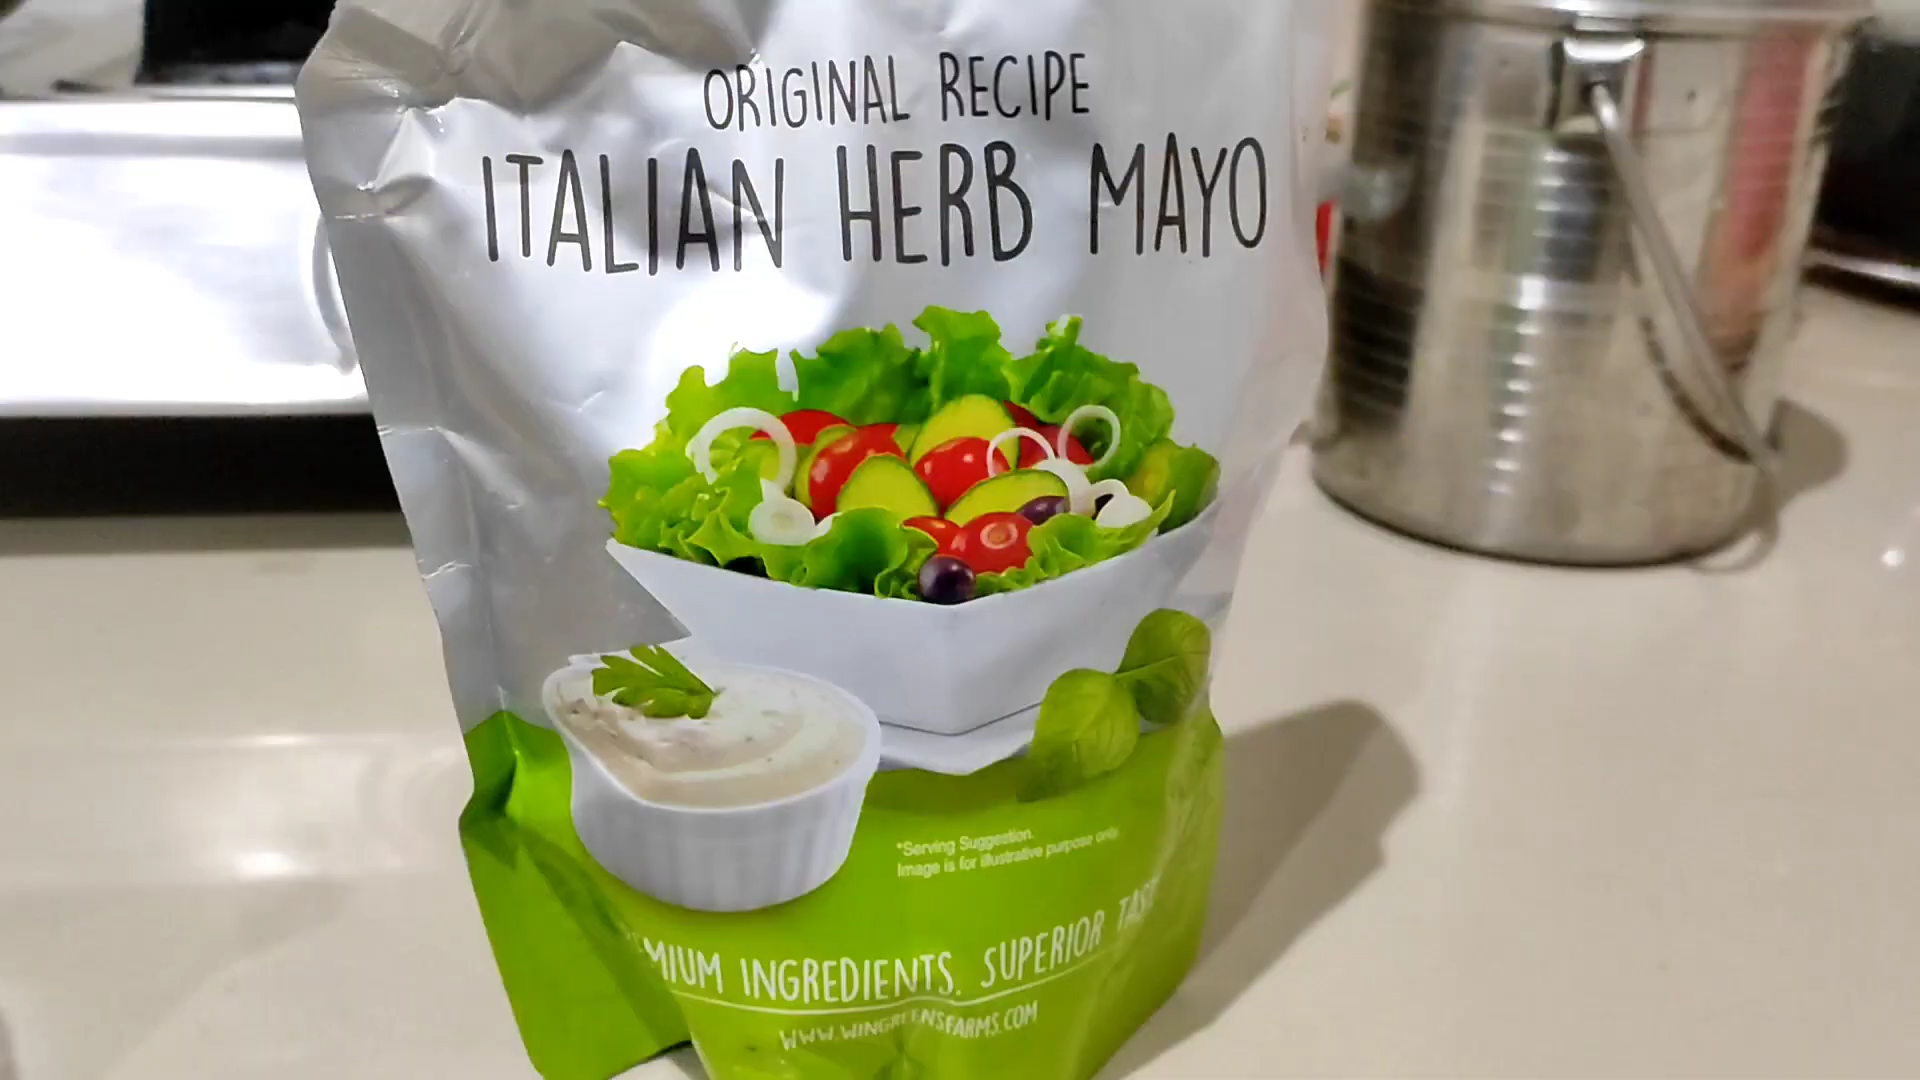 ORIGINAL RECIPE
ITALIAN HERB MAYO
*Serving Suggestion.
Image is for illustrative purpose only
MIUM INGREDIENTS. SUPERIOR TAS
WWW.WINGREENSFARMS.COM